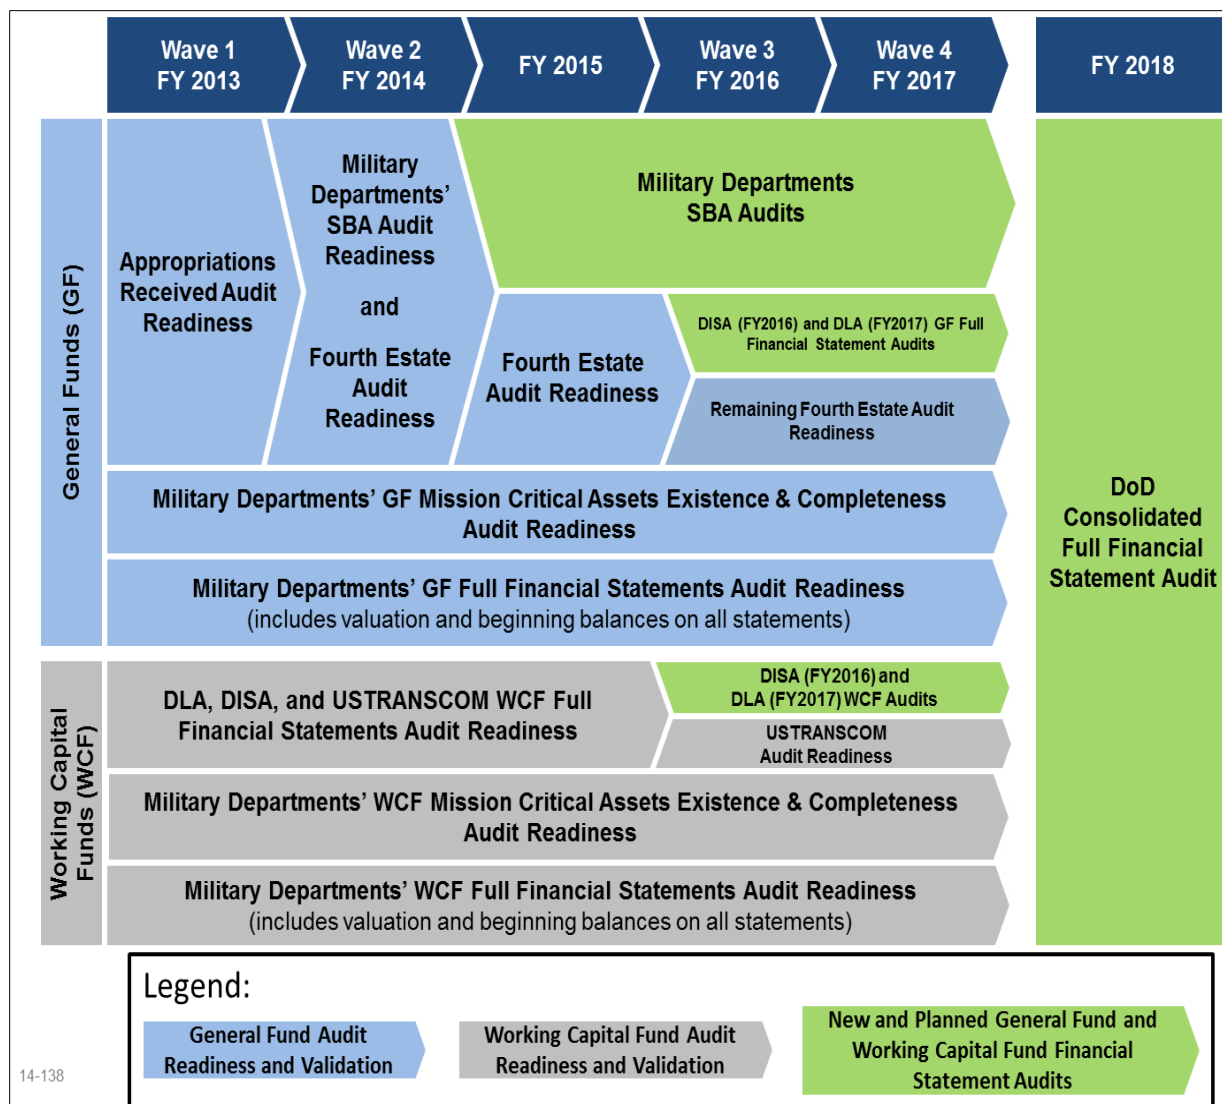 Wave 1
FY 2013
Wave 2
FY 2014
FY 2015
Wave 3
FY 2016
Wave 4
FY 2017
FY 2018
General Funds (GF)
Appropriations
Received Audit
Readiness
Military
Departments’
SBA Audit
Readiness
and
Fourth Estate
Audit
Readiness
Military Departments
SBA Audits
Fourth Estate
Audit Readiness
DISA (FY2016) and DLA (FY2017) GF Full
Financial Statement Audits
Remaining Fourth Estate Audit
Readiness
Military Departments’ GF Mission Critical Assets Existence & Completeness
Audit Readiness
Military Departments’ GF Full Financial Statements Audit Readiness
(includes valuation and beginning balances on all statements)
DoD
Consolidated
Full Financial
Statement Audit
Working Capital
Funds (WCF)
DLA, DISA, and USTRANSCOM WCF Full
Financial Statements Audit Readiness
DISA (FY2016) and
DLA (FY2017) WCF Audits
USTRANSCOM
Audit Readiness
Military Departments’ WCF Mission Critical Assets Existence & Completeness
Audit Readiness
Military Departments’ WCF Full Financial Statements Audit Readiness
(includes valuation and beginning balances on all statements)
Legend:
General Fund Audit
Readiness and Validation
Working Capital Fund Audit
Readiness and Validation
New and Planned General Fund and
Working Capital Fund Financial
Statement Audits
14-138